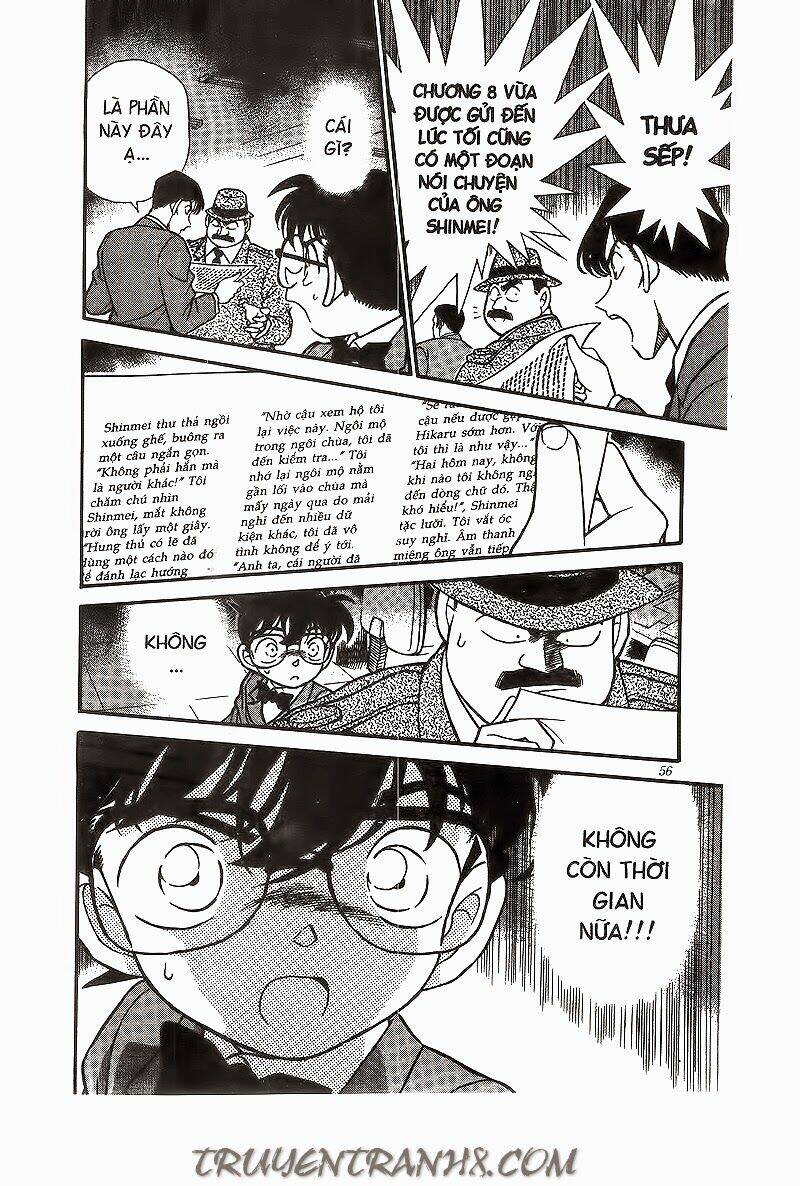 THƯA
SẾP!
CHƯƠNG 8 VỪA
ĐƯỢC GỬI ĐẾN
LÚC TỐI CŨNG
CÓ MỘT ĐOẠN
NÓI CHUYỆN
CỦA ÔNG
SHINMEI!
CÁI
GÌ?
LÀ PHẦN
NÀY ĐÂY
Ạ...
Shinmei thư thả ngồi
xuống ghế, buông ra
một câu ngắn gọn.
"Không phải hắn mà
là người khác!" Tôi
chăm chú nhìn
Shinmei, mắt không
rời ông lấy một giây.
"Hung thủ có lẽ đã
dùng một cách nào đó
để đánh lạc hướng
"Nhờ cậu xem hộ tôi
lại việc này. Ngôi mộ
trong ngôi chùa, tôi đã
đến kiểm tra..." Tôi
nhớ lại ngôi mộ nằm
gần lối vào chùa mà
mấy ngày qua do mải
nghĩ đến nhiều dữ
kiện khác, tôi đã vô
tình không để ý tới.
"Anh ta, cái người đã
cậu nếu được
Hikaru sớm hơn. Với
tôi thì là như vậy..."
"Hai hôm nay, không
khi nào tôi không
đến dòng chữ đó.
khó hiểu!", Shinmei
tặc lưỡi. Tôi vắt óc
suy nghĩ. Âm thanh
miệng ông vẫn tiếp
KHÔNG
...
56
KHÔNG
CÒN THỜI
GIAN
NỮA!!!
TRUYENTRANH8.COM